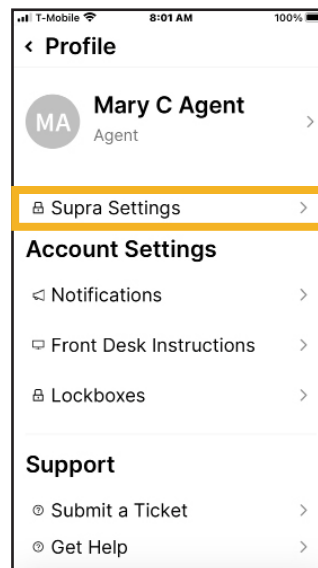 T-Mobile 8:01 AM 100%
Profile
MA
Mary C Agent
Agent
Supra Settings
Account Settings
Notifications
Front Desk Instructions
Lockboxes
Support
Submit a Ticket
Get Help